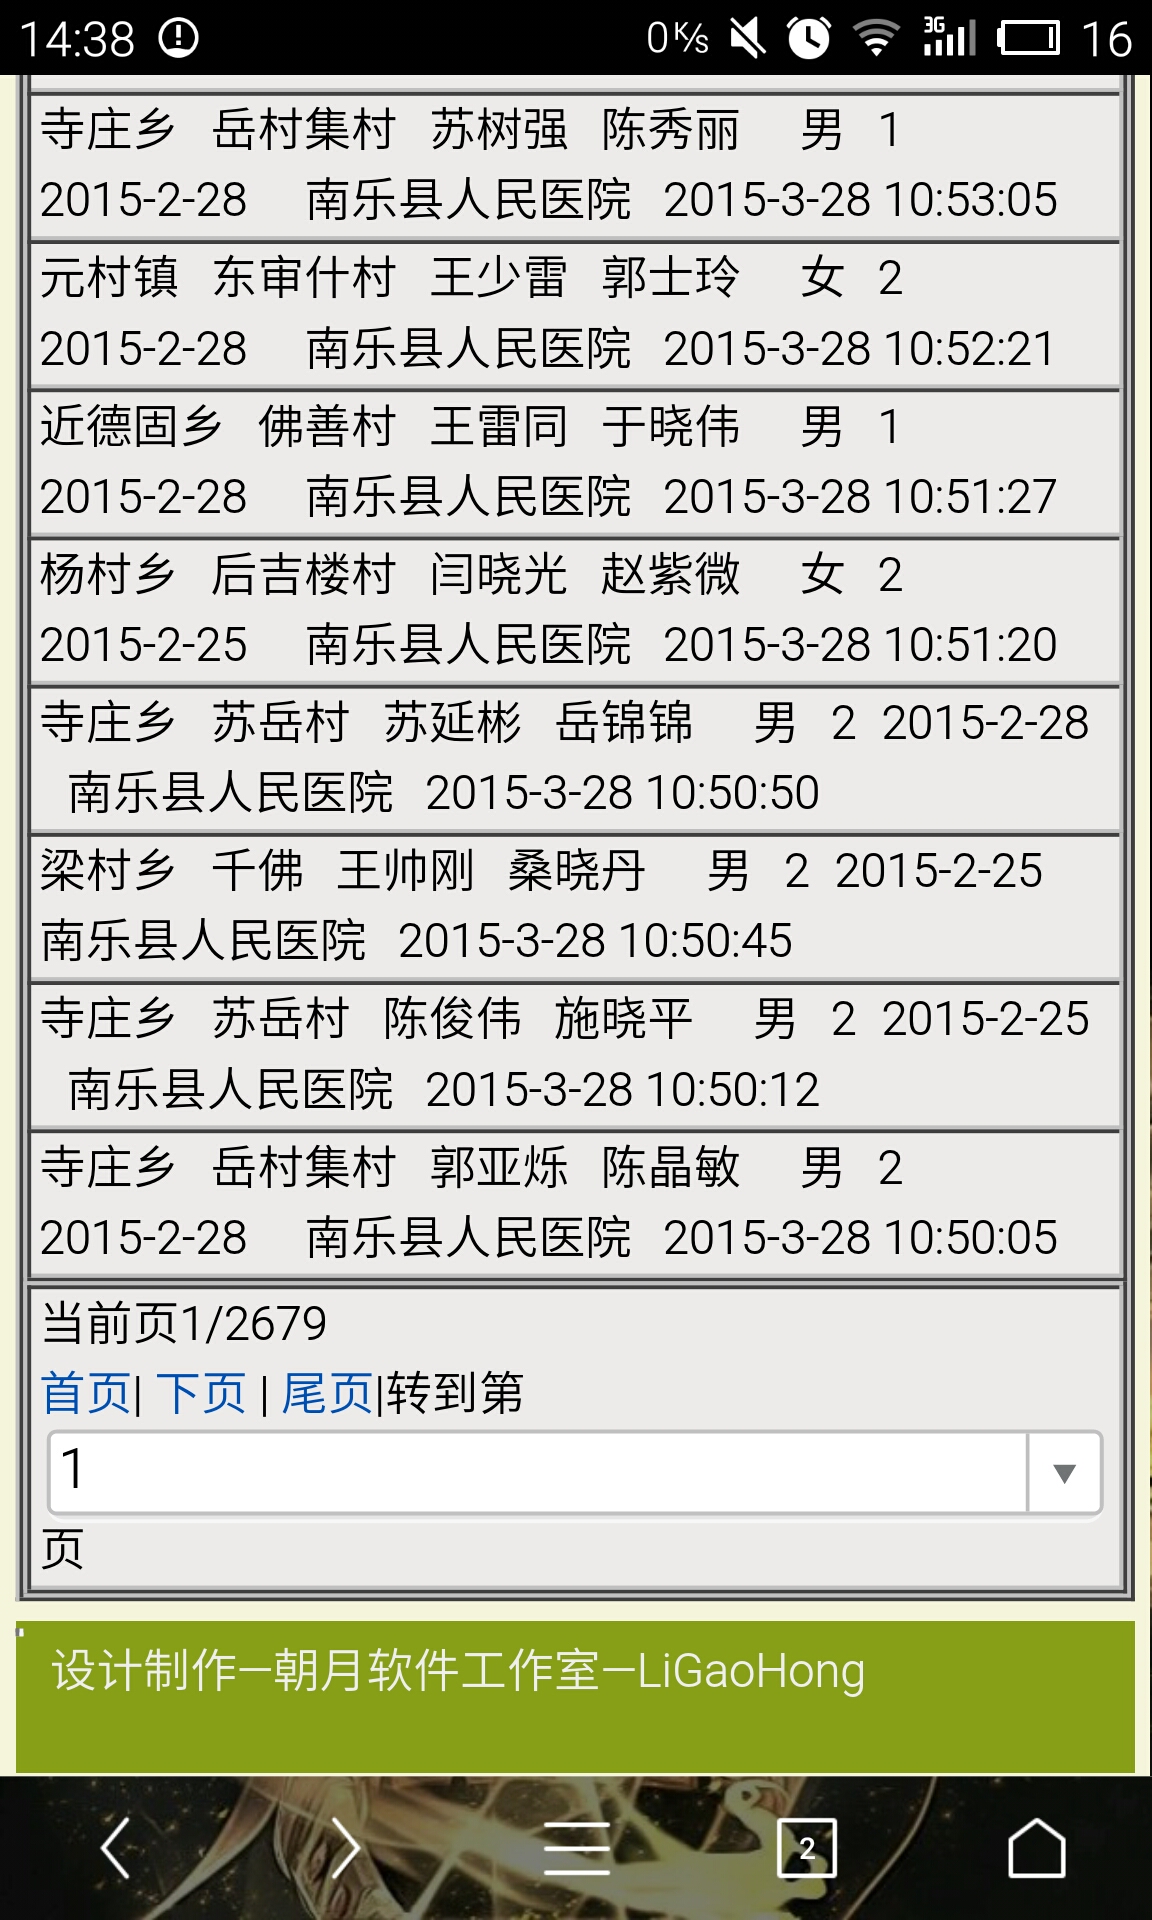 14:38 0K/s 3G 16
寺庄乡 岳村集村 苏树强 陈秀丽 男 1
2015-2-28 南乐县人民医院 2015-3-28 10:53:05
元村镇 东审什村 王少雷 郭士玲 女 2
2015-2-28 南乐县人民医院 2015-3-28 10:52:21
近德固乡 佛善村 王雷同 于晓伟 男 1
2015-2-28 南乐县人民医院 2015-3-28 10:51:27
杨村乡 后吉楼村 闫晓光 赵紫微 女 2
2015-2-25 南乐县人民医院 2015-3-28 10:51:20
寺庄乡 苏岳村 苏延彬 岳锦锦 男 2 2015-2-28
南乐县人民医院 2015-3-28 10:50:50
梁村乡 千佛 王帅刚 桑晓丹 男 2 2015-2-25
南乐县人民医院 2015-3-28 10:50:45
寺庄乡 苏岳村 陈俊伟 施晓平 男 2 2015-2-25
南乐县人民医院 2015-3-28 10:50:12
寺庄乡 岳村集村 郭亚烁 陈晶敏 男 2
2015-2-28 南乐县人民医院 2015-3-28 10:50:05
当前页1/2679
首页| 下页 | 尾页|转到第
1
页
设计制作—朝月软件工作室—LiGaoHong
2